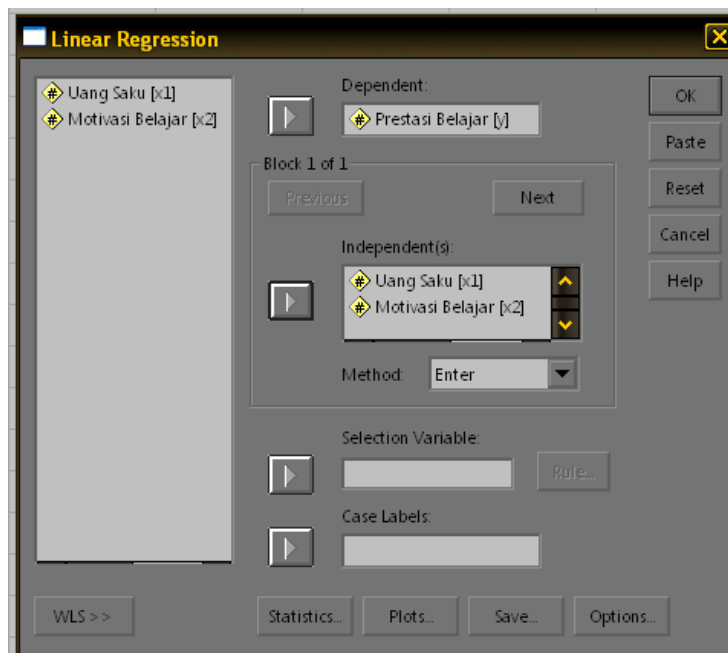 Linear Regression
Uang Saku [x1]
Motivasi Belajar [x2]
Dependent:
Prestasi Belajar [y]
Block 1 of 1
Previous
Next
Independent(s):
Uang Saku [x1]
Motivasi Belajar [x2]
Method:
Enter
Selection Variable:
Rule...
Case Labels:
WLS >>
Statistics...
Plots...
Save...
Options...
OK
Paste
Reset
Cancel
Help